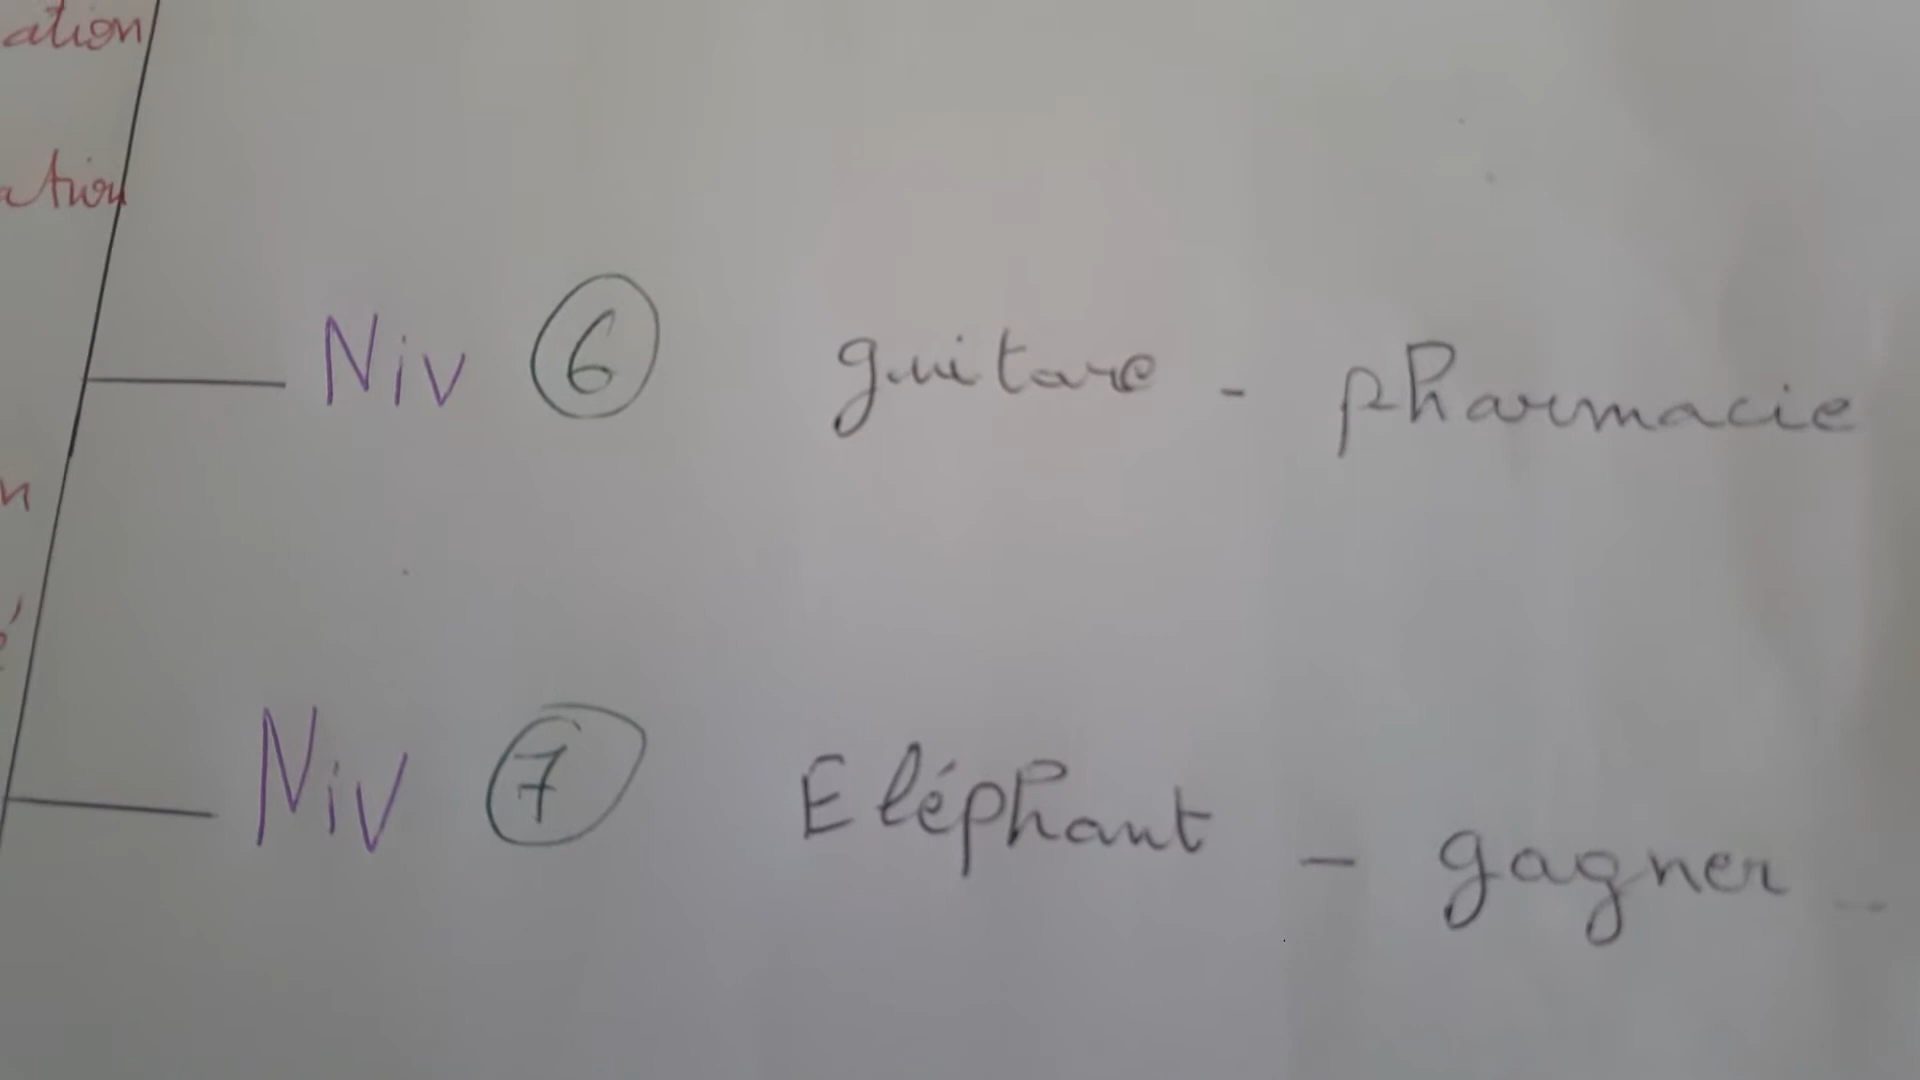 ation
ation
Niv 6 guitare - pharmacie
n
é
Niv 7 Eléphant - gagner ..